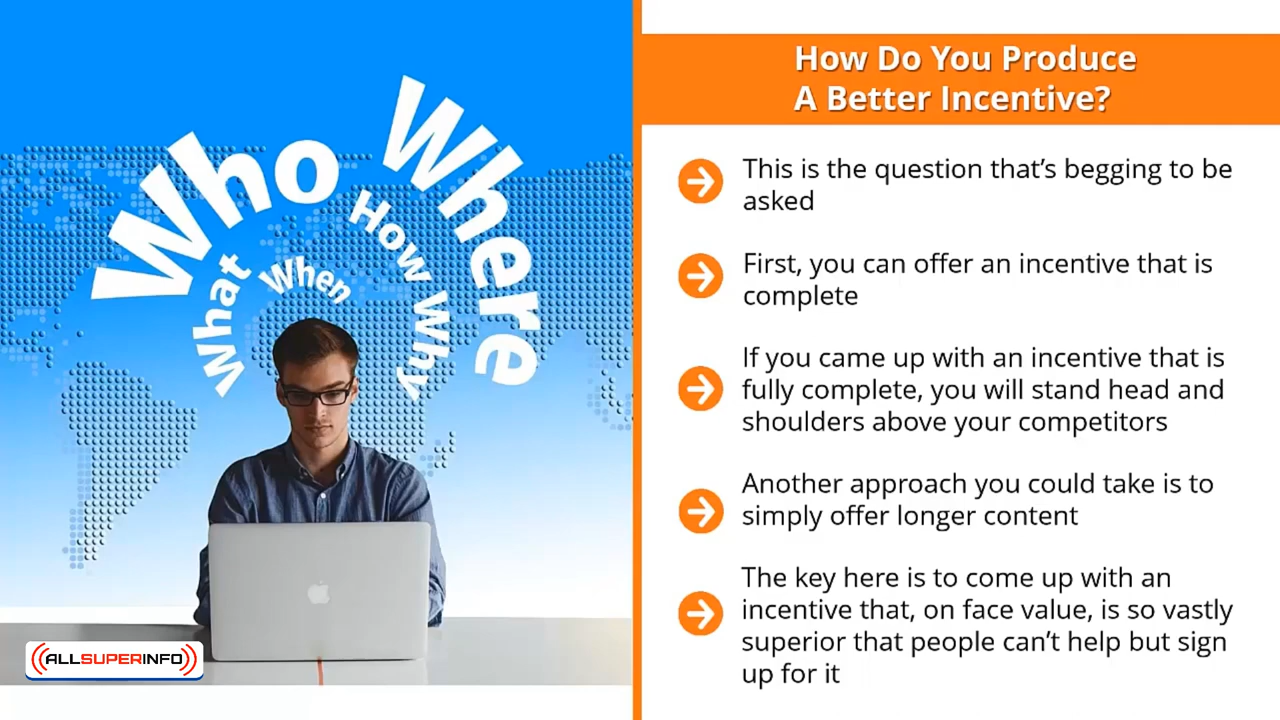 Who
Where
What
When
How
Why
ALLSUPERINFO
How Do You Produce
A Better Incentive?
This is the question that's begging to be
asked
First, you can offer an incentive that is
complete
If you came up with an incentive that is
fully complete, you will stand head and
shoulders above your competitors
Another approach you could take is to
simply offer longer content
The key here is to come up with an
incentive that, on face value, is so vastly
superior that people can't help but sign
up for it